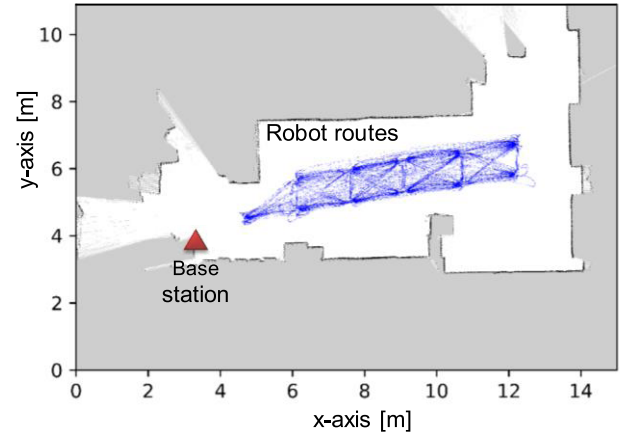 10
8
6
4
2
0
y-axis [m]
Robot routes
Base
station
0 2 4 6 8 10 12 14
x-axis [m]